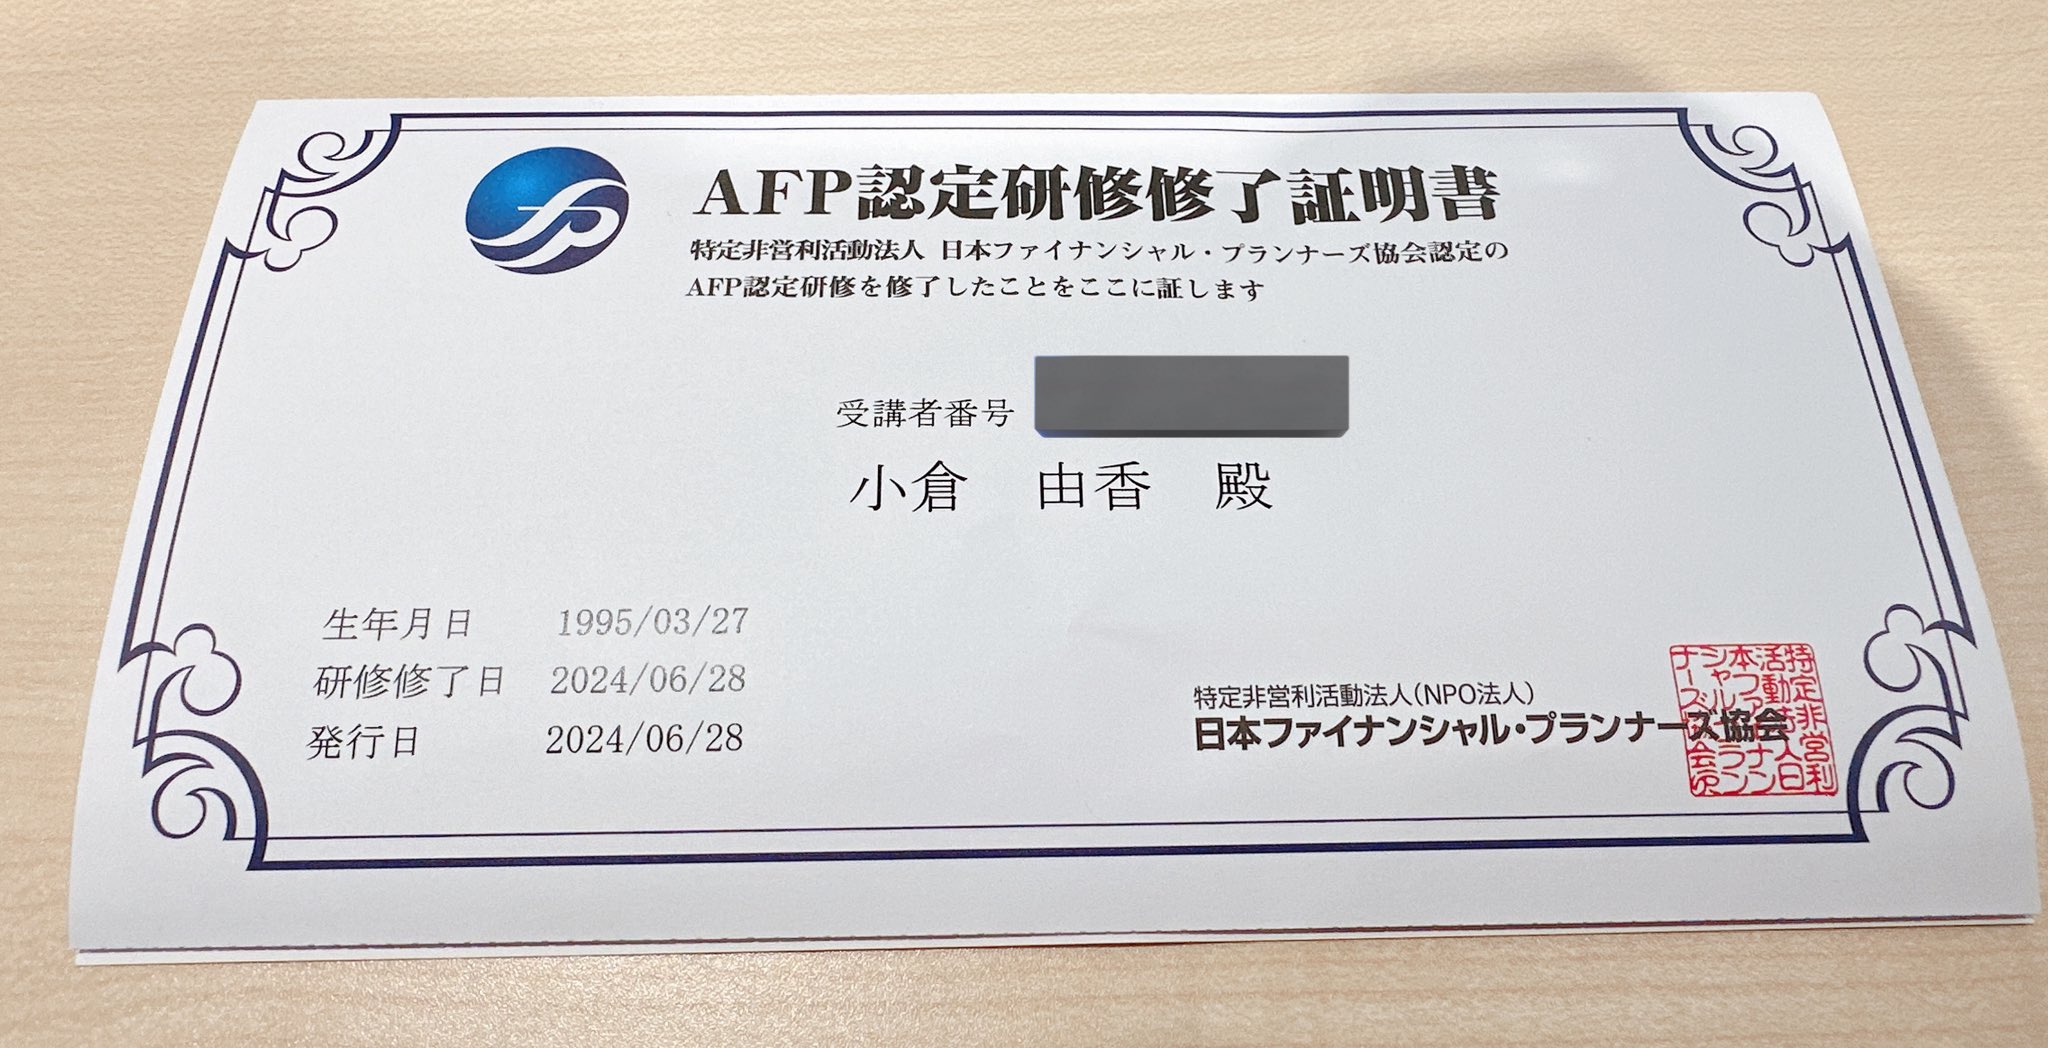 AFP認定研修修了証明書
特定非営利活動法人 日本ファイナンシャル・プランナーズ協会認定の
AFP認定研修を修了したことをここに証します
受講者番号
小倉 由香 殿
生年月日 1995/03/27
研修修了日 2024/06/28
発行日 2024/06/28
特定非営利活動法人(NPO法人)
日本ファイナンシャル・プランナーズ協会